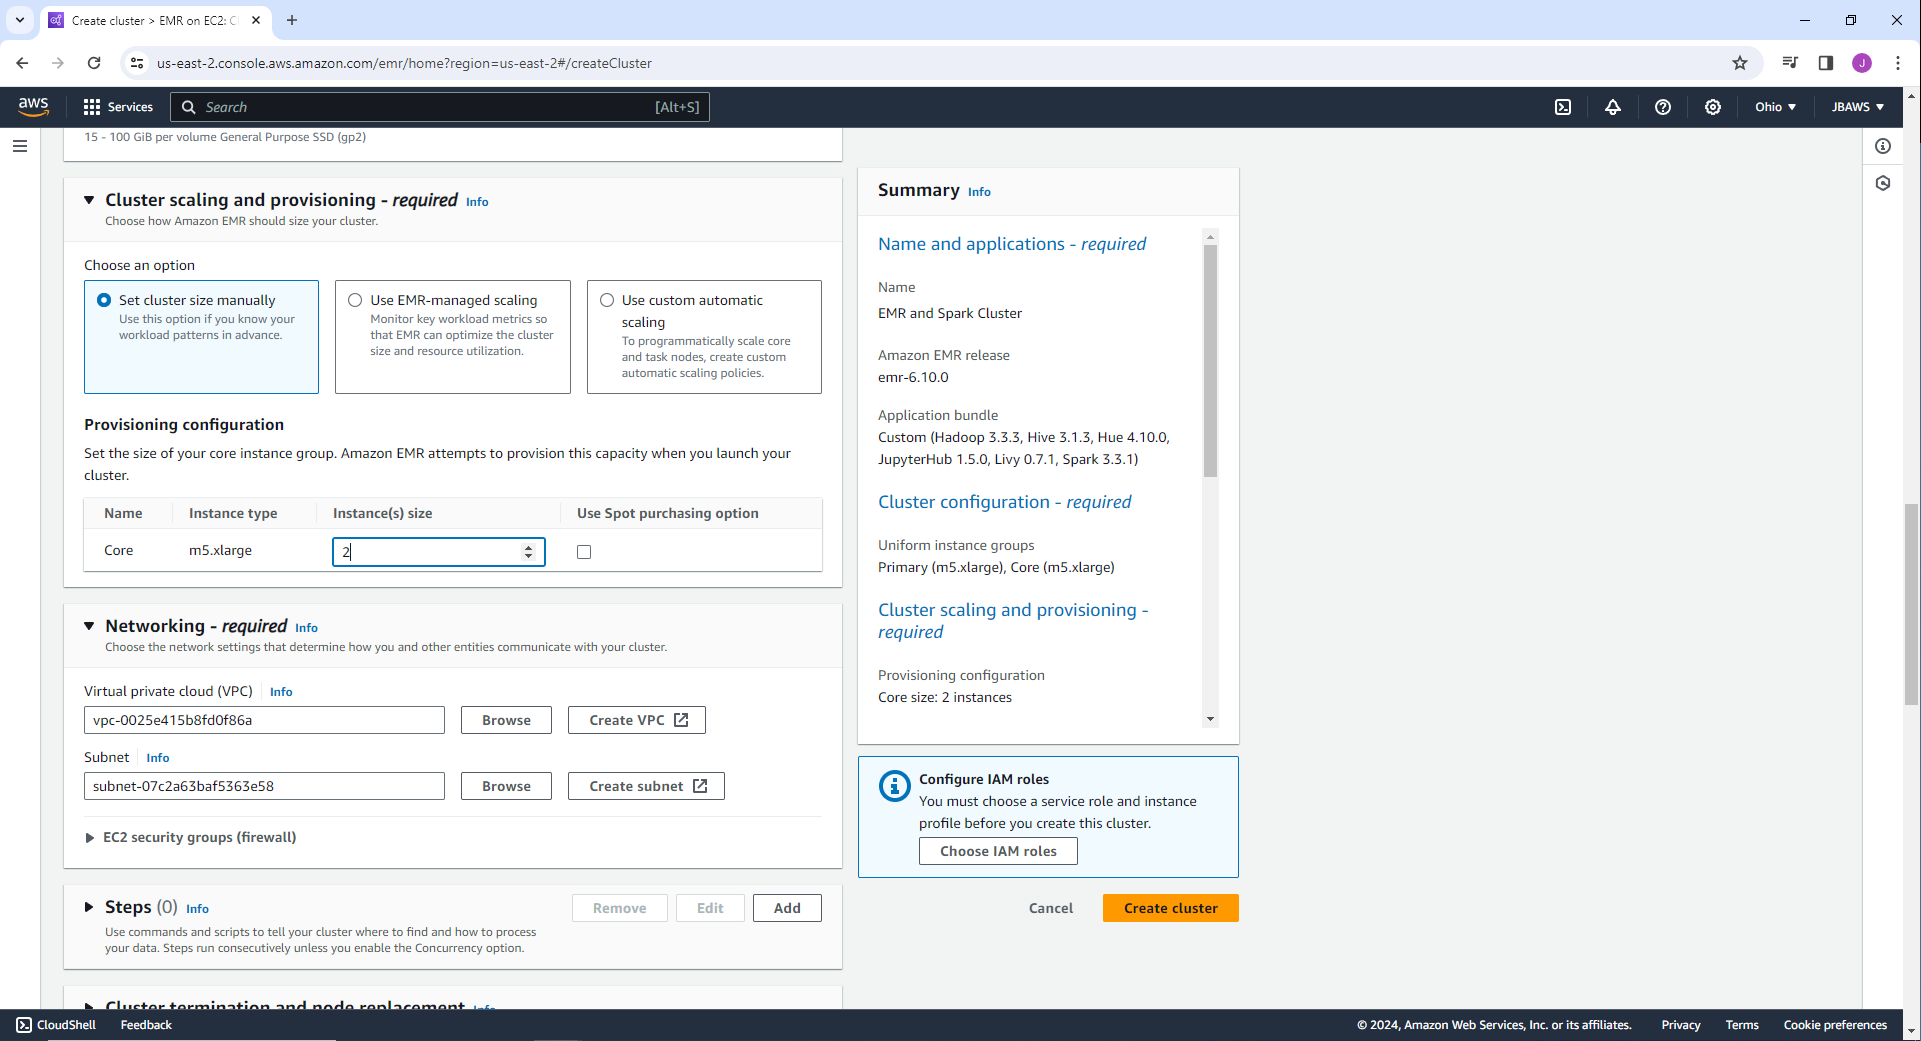 Create cluster > EMR on EC2: C
us-east-2.console.aws.amazon.com/emr/home?region=us-east-2#/createCluster
J
aws
Services
Search
[Alt+S]
Ohio
JBAWS
15 - 100 GiB per volume General Purpose SSD (gp2)
Cluster scaling and provisioning - required Info
Choose how Amazon EMR should size your cluster.
Choose an option
Set cluster size manually
Use this option if you know your
workload patterns in advance.
Use EMR-managed scaling
Monitor key workload metrics so
that EMR can optimize the cluster
size and resource utilization.
Use custom automatic
scaling
To programmatically scale core
and task nodes, create custom
automatic scaling policies.
Provisioning configuration
Set the size of your core instance group. Amazon EMR attempts to provision this capacity when you launch your
cluster.
Name Instance type Instance(s) size Use Spot purchasing option
Core m5.xlarge 2
Networking - required Info
Choose the network settings that determine how you and other entities communicate with your cluster.
Virtual private cloud (VPC) Info
vpc-0025e415b8fd0f86a Browse Create VPC
Subnet Info
subnet-07c2a63baf5363e58 Browse Create subnet
EC2 security groups (firewall)
Steps (0) Info Remove Edit Add
Use commands and scripts to tell your cluster where to find and how to process
your data. Steps run consecutively unless you enable the Concurrency option.
Cluster termination and node replacement Info
Summary Info
Name and applications - required
Name
EMR and Spark Cluster
Amazon EMR release
emr-6.10.0
Application bundle
Custom (Hadoop 3.3.3, Hive 3.1.3, Hue 4.10.0,
JupyterHub 1.5.0, Livy 0.7.1, Spark 3.3.1)
Cluster configuration - required
Uniform instance groups
Primary (m5.xlarge), Core (m5.xlarge)
Cluster scaling and provisioning -
required
Provisioning configuration
Core size: 2 instances
Configure IAM roles
You must choose a service role and instance
profile before you create this cluster.
Choose IAM roles
Cancel Create cluster
CloudShell Feedback © 2024, Amazon Web Services, Inc. or its affiliates. Privacy Terms Cookie preferences